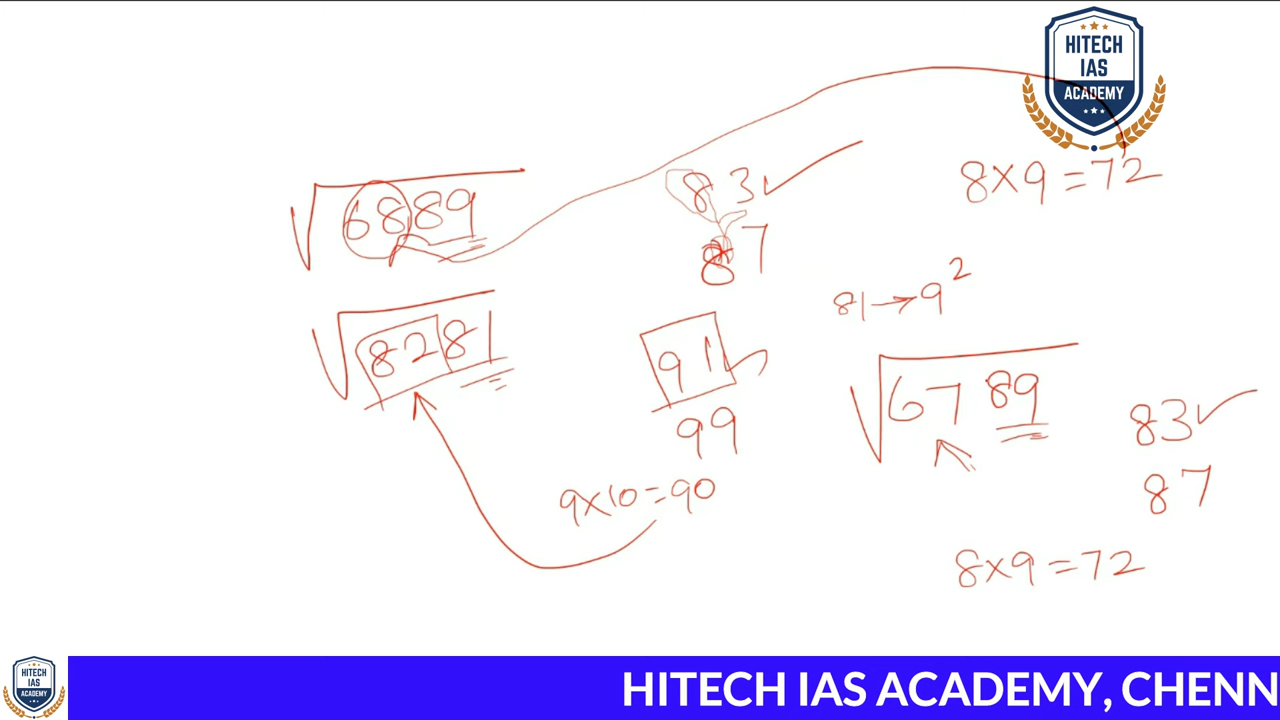 HITECH
IAS
ACADEMY
√6889
83
87
8×9=72
√8281
91
99
9×10=90
81→9²
√6789
83
87
8×9=72
HITECH
IAS
ACADEMY
HITECH IAS ACADEMY, CHENN